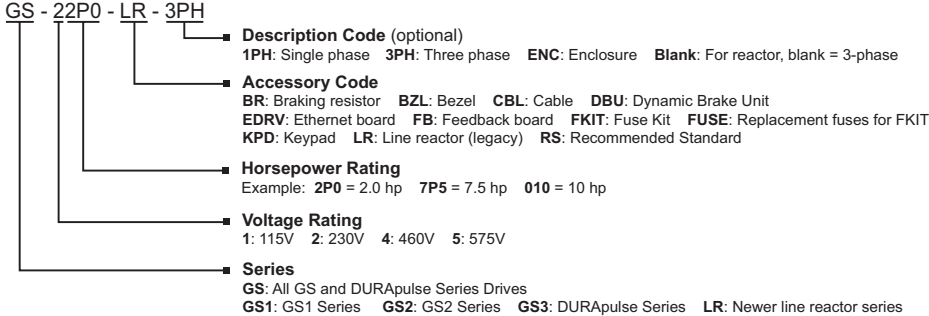 GS - 22P0 - LR - 3PH
Description Code (optional)
1PH: Single phase 3PH: Three phase ENC: Enclosure Blank: For reactor, blank = 3-phase
Accessory Code
BR: Braking resistor BZL: Bezel CBL: Cable DBU: Dynamic Brake Unit
EDRV: Ethernet board FB: Feedback board FKIT: Fuse Kit FUSE: Replacement fuses for FKIT
KPD: Keypad LR: Line reactor (legacy) RS: Recommended Standard
Horsepower Rating
Example: 2P0 = 2.0 hp 7P5 = 7.5 hp 010 = 10 hp
Voltage Rating
1: 115V 2: 230V 4: 460V 5: 575V
Series
GS: All GS and DURApulse Series Drives
GS1: GS1 Series GS2: GS2 Series GS3: DURApulse Series LR: Newer line reactor series